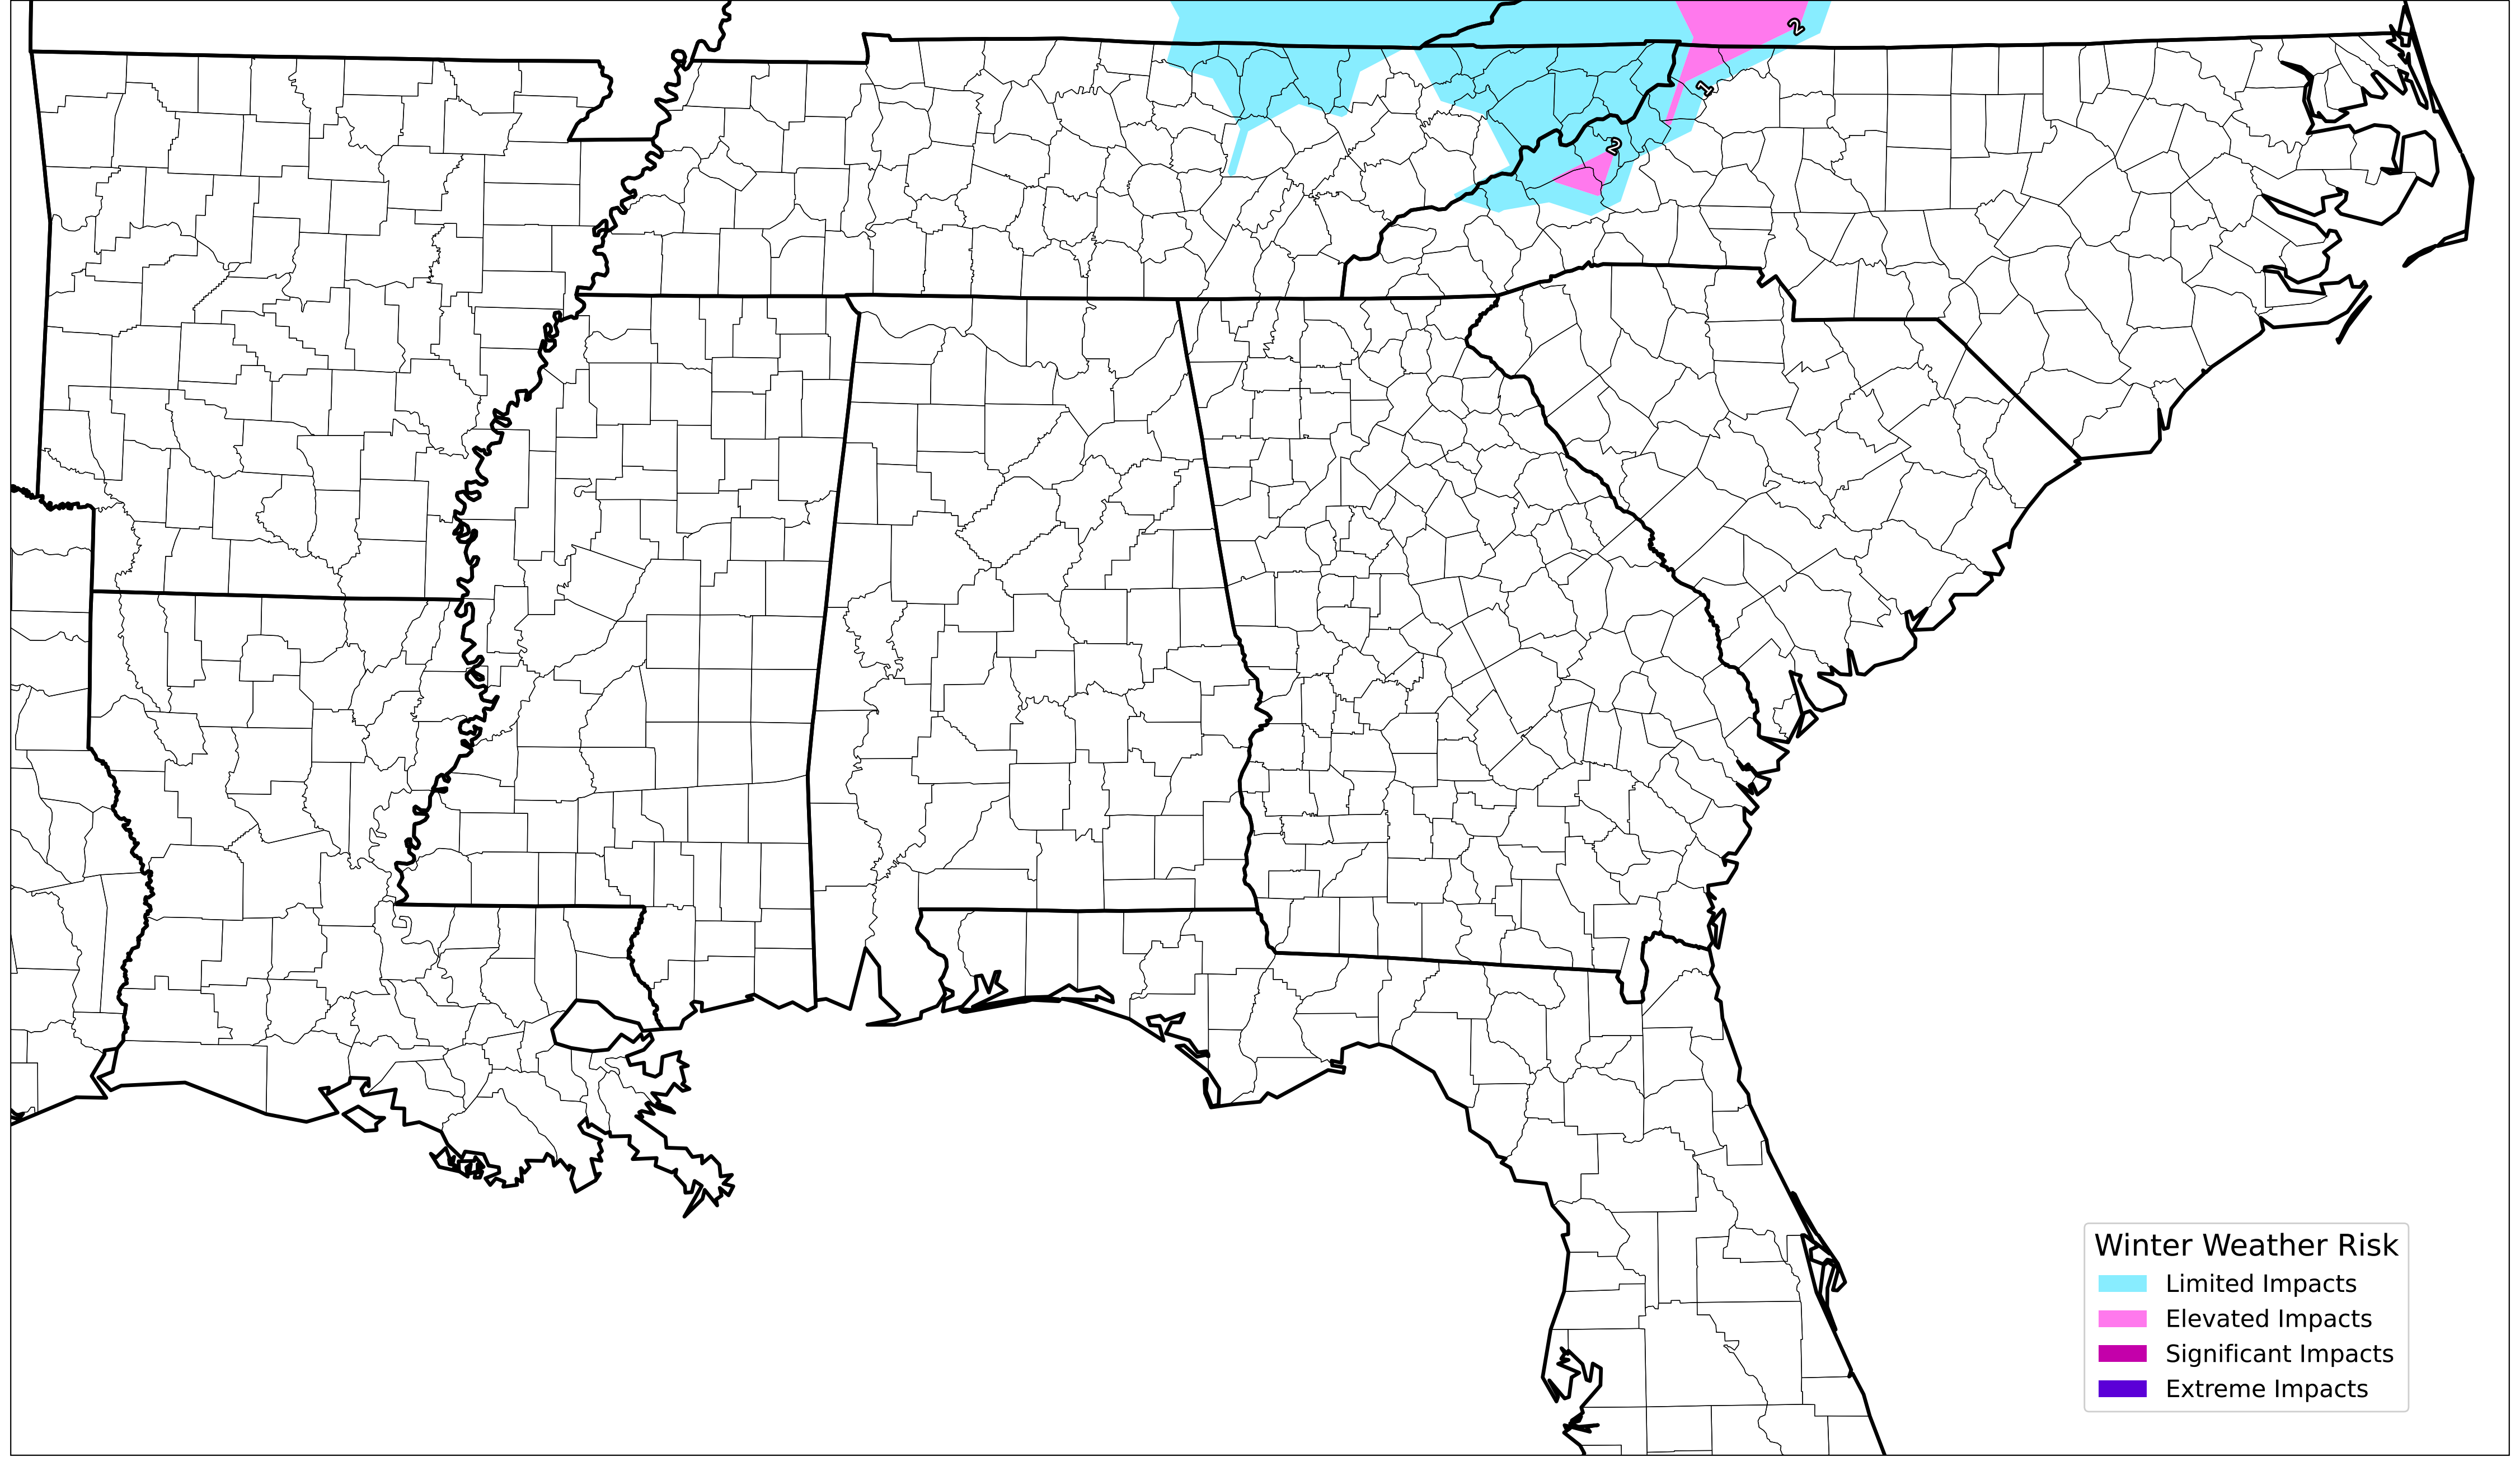 2
1
2
Winter Weather Risk
Limited Impacts
Elevated Impacts
Significant Impacts
Extreme Impacts